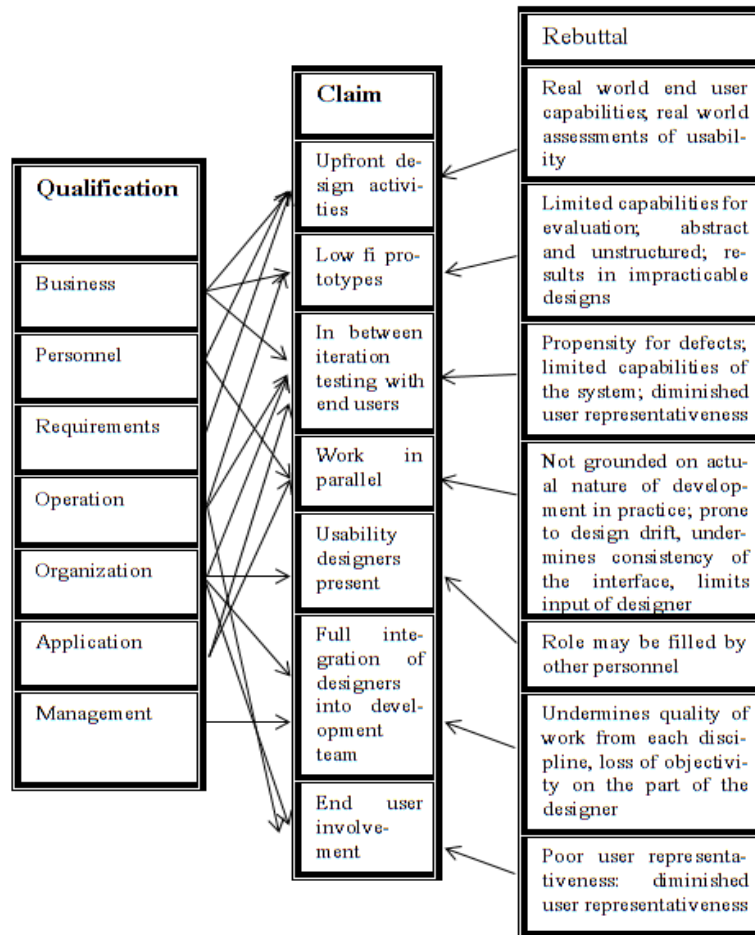 Qualification
Business
Personnel
Requirements
Operation
Organization
Application
Management
Claim
Upfront de-
sign activi-
ties
Low fi pro-
totypes
In between
iteration
testing with
end users
Work in
parallel
Usability
designers
present
Full inte-
gration of
designers
into devel-
opment
team
End user
involve-
ment
Rebuttal
Real world end user
capabilities; real world
assessments of usabil-
ity
Limited capabilities for
evaluation; abstract
and unstructured; re-
sults in impracticable
designs
Propensity for defects;
limited capabilities of
the system; diminished
user representativeness
Not grounded on actu-
al nature of develop-
ment in practice; prone
to design drift, under-
mines consistency of
the interface, limits
input of designer
Role may be filled by
other personnel
Undermines quality of
work from each disci-
pline, loss of objectivi-
ty on the part of the
designer
Poor user representa-
tiveness: diminished
user representativeness